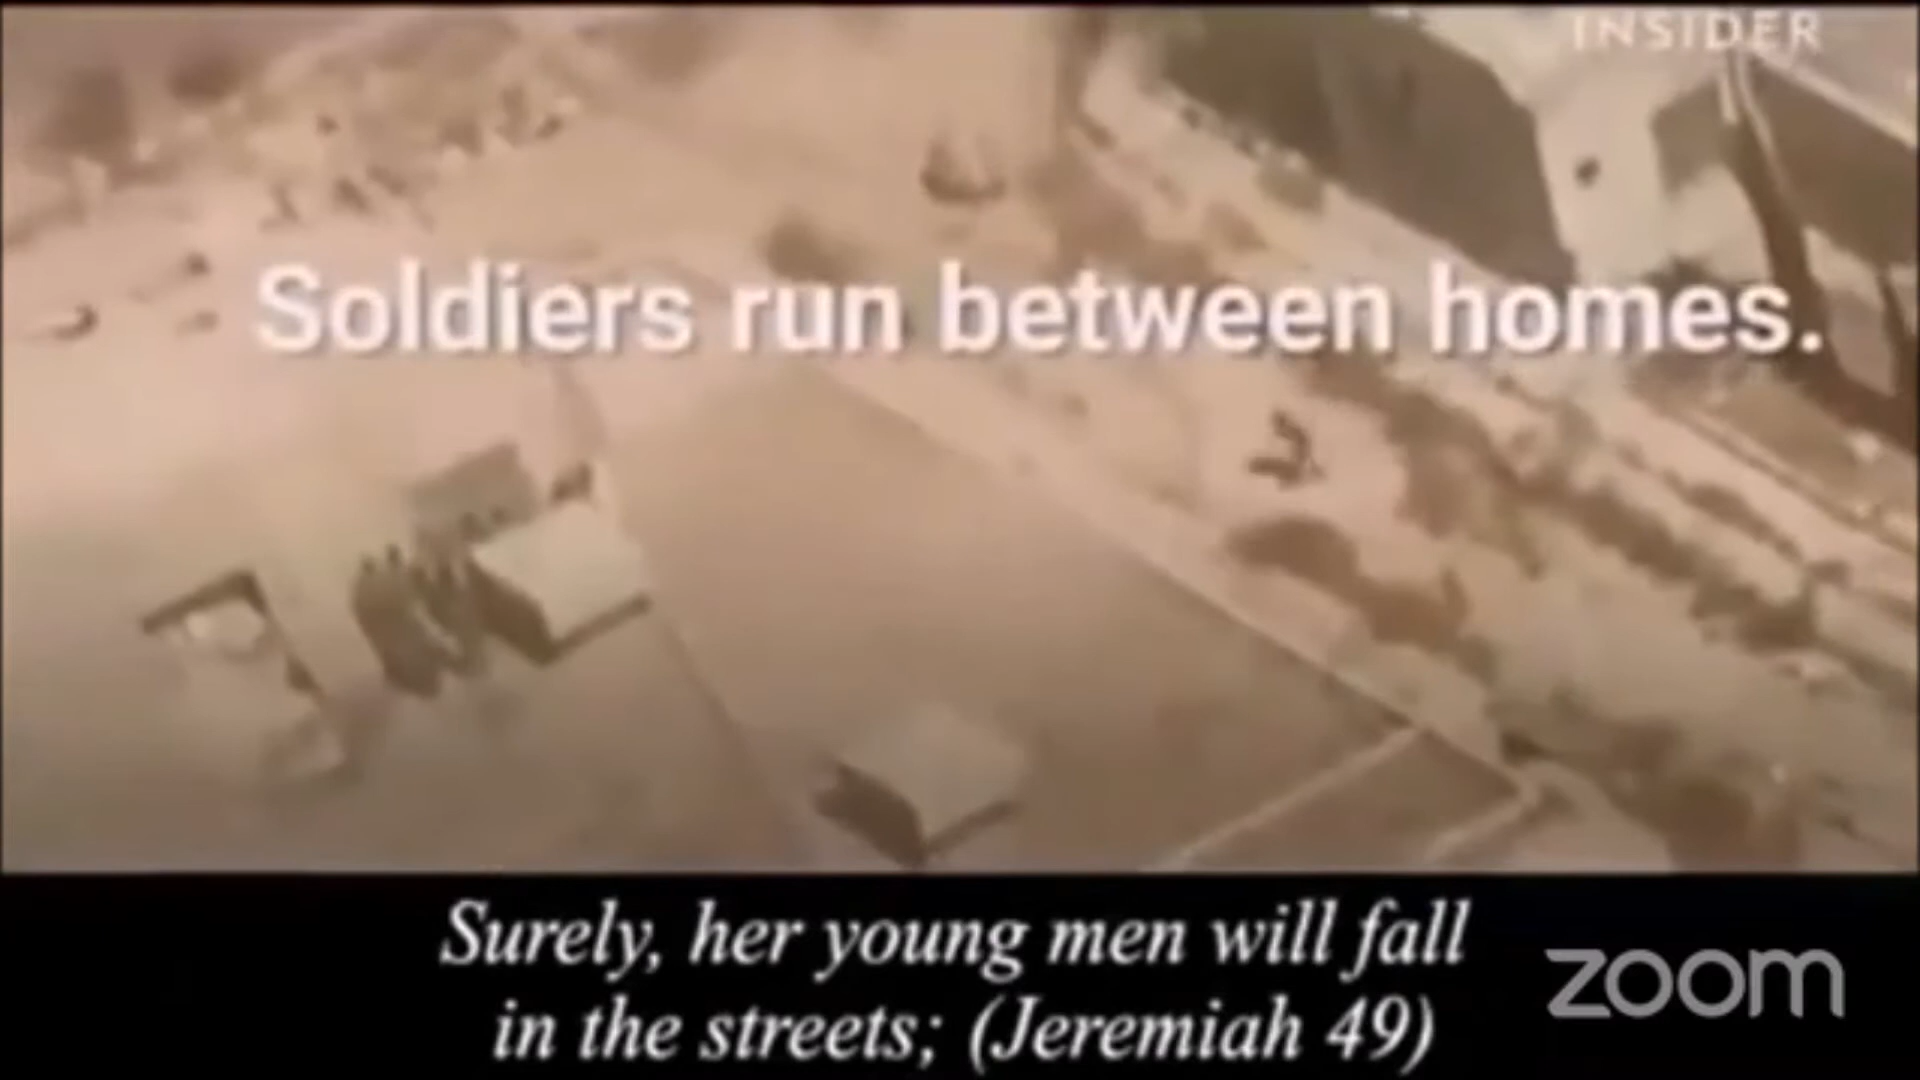 INSIDER
Soldiers run between homes.
Surely, her young men will fall
in the streets; (Jeremiah 49)
zoom